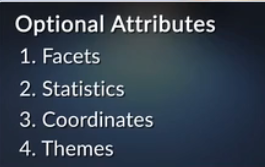 Optional Attributes
1. Facets
2. Statistics
3. Coordinates
4. Themes